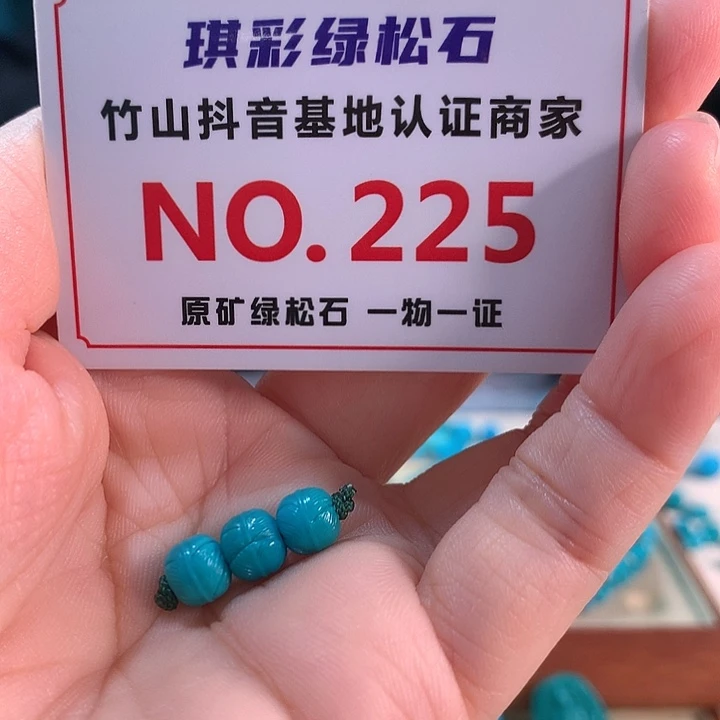 琪彩绿松石
竹山抖音基地认证商家
NO.225
原矿绿松石 一物一证